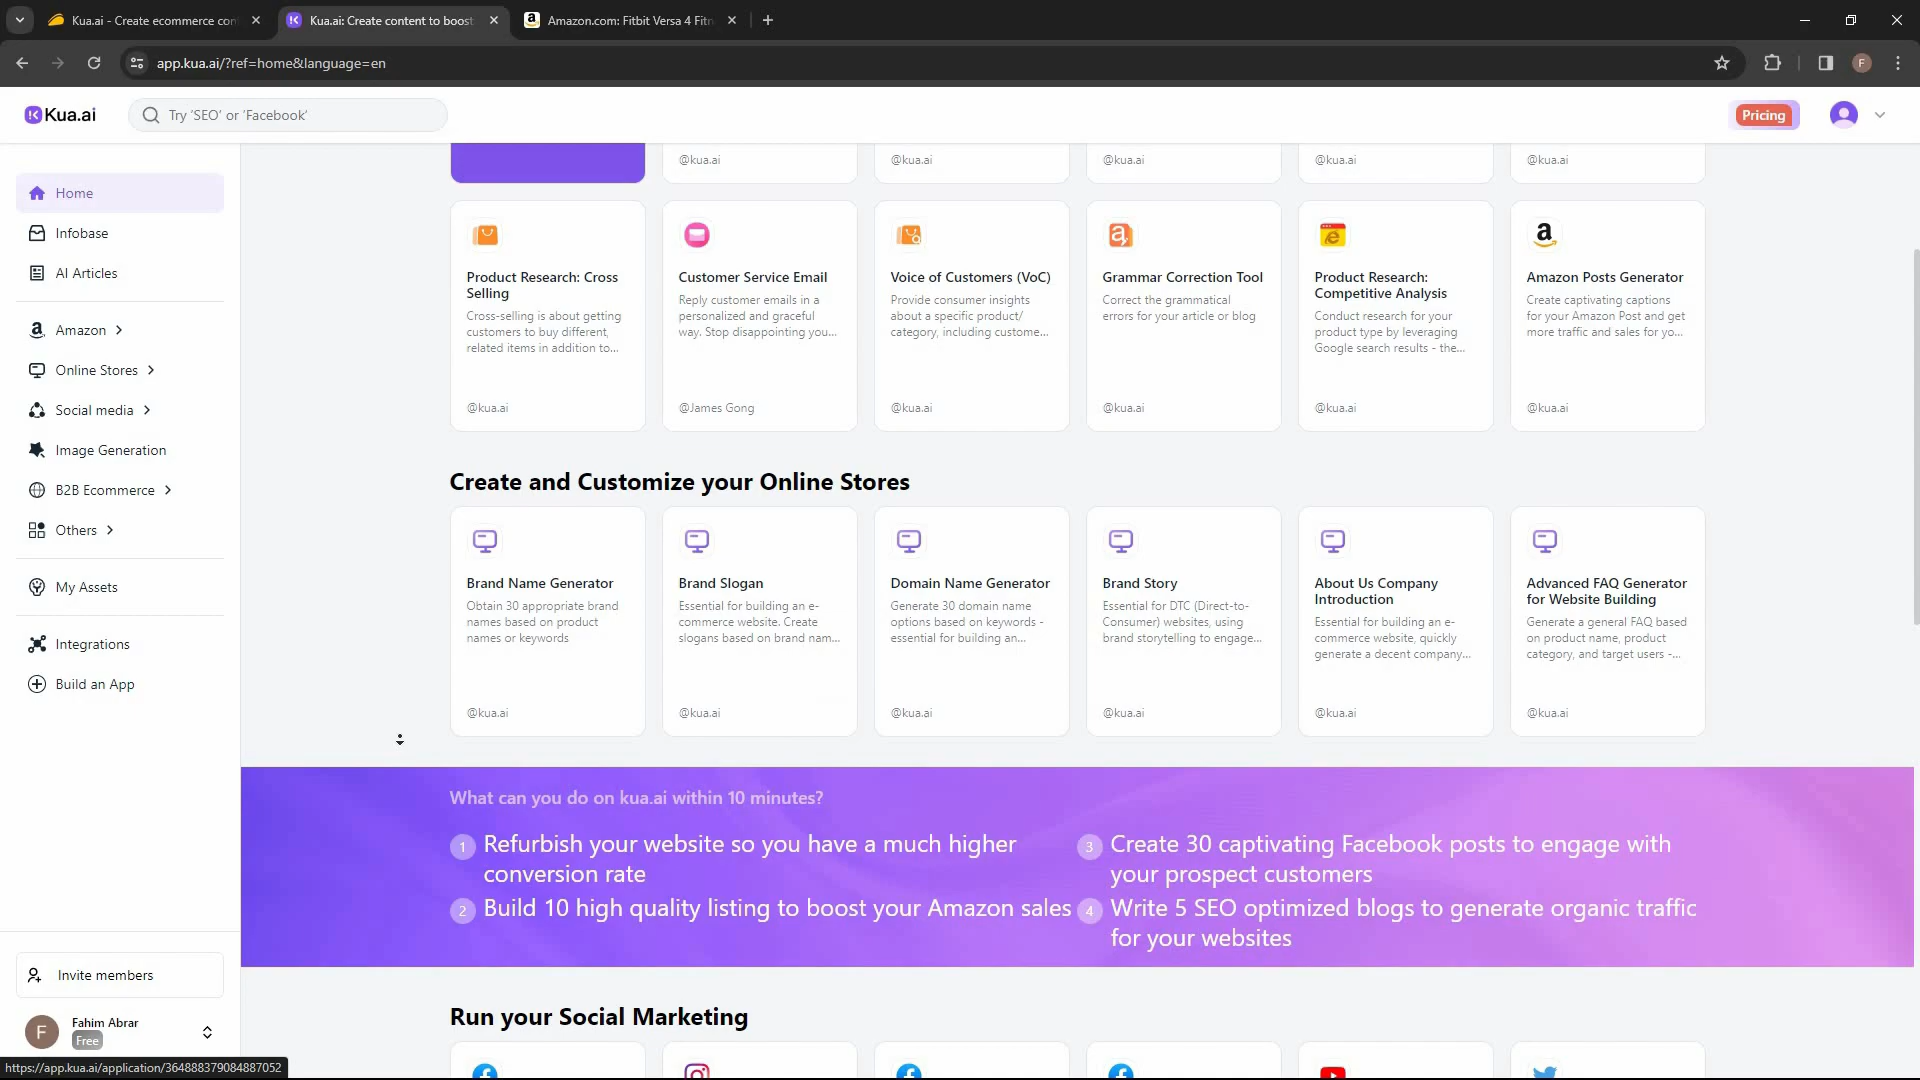 Kua.ai - Create ecommerce con
Kua.ai: Create content to boost
Amazon.com: Fitbit Versa 4 Fitn
app.kua.ai/?ref=home&language=en
F
Kua.ai
Try ‘SEO’ or ‘Facebook’
Pricing
Home
Infobase
AI Articles
Amazon
Online Stores
Social media
Image Generation
B2B Ecommerce
Others
My Assets
Integrations
Build an App
Invite members
F
Fahim Abrar
Free
https://app.kua.ai/application/364888379084887052
@kua.ai
@kua.ai
@kua.ai
@kua.ai
@kua.ai
Product Research: Cross
Selling
Cross-selling is about getting
customers to buy different,
related items in addition to...
@kua.ai
Customer Service Email
Reply customer emails in a
personalized and graceful
way. Stop disappointing you...
@James Gong
Voice of Customers (VoC)
Provide consumer insights
about a specific product/
category, including custome...
@kua.ai
Grammar Correction Tool
Correct the grammatical
errors for your article or blog
@kua.ai
Product Research:
Competitive Analysis
Conduct research for your
product type by leveraging
Google search results - the...
@kua.ai
Amazon Posts Generator
Create captivating captions
for your Amazon Post and get
more traffic and sales for yo...
@kua.ai
Create and Customize your Online Stores
Brand Name Generator
Obtain 30 appropriate brand
names based on product
names or keywords
@kua.ai
Brand Slogan
Essential for building an e-
commerce website. Create
slogans based on brand nam...
@kua.ai
Domain Name Generator
Generate 30 domain name
options based on keywords -
essential for building an...
@kua.ai
Brand Story
Essential for DTC (Direct-to-
Consumer) websites, using
brand storytelling to engage...
@kua.ai
About Us Company
Introduction
Essential for building an e-
commerce website, quickly
generate a decent company...
@kua.ai
Advanced FAQ Generator
for Website Building
Generate a general FAQ based
on product name, product
category, and target users -...
@kua.ai
What can you do on kua.ai within 10 minutes?
1 Refurbish your website so you have a much higher
conversion rate
2 Build 10 high quality listing to boost your Amazon sales
3 Create 30 captivating Facebook posts to engage with
your prospect customers
4 Write 5 SEO optimized blogs to generate organic traffic
for your websites
Run your Social Marketing